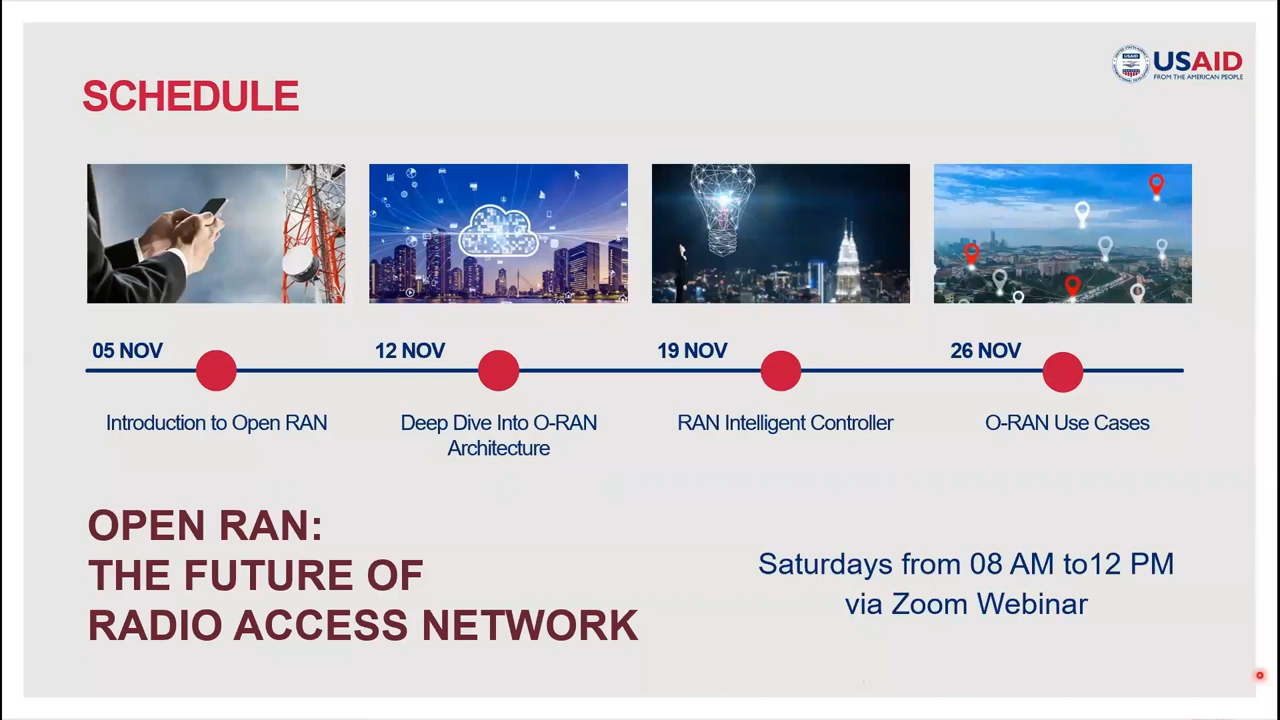 SCHEDULE
USAID
FROM THE AMERICAN PEOPLE
05 NOV
12 NOV
19 NOV
26 NOV
Introduction to Open RAN
Deep Dive Into O-RAN
Architecture
RAN Intelligent Controller
O-RAN Use Cases
OPEN RAN:
THE FUTURE OF
RADIO ACCESS NETWORK
Saturdays from 08 AM to12 PM
via Zoom Webinar